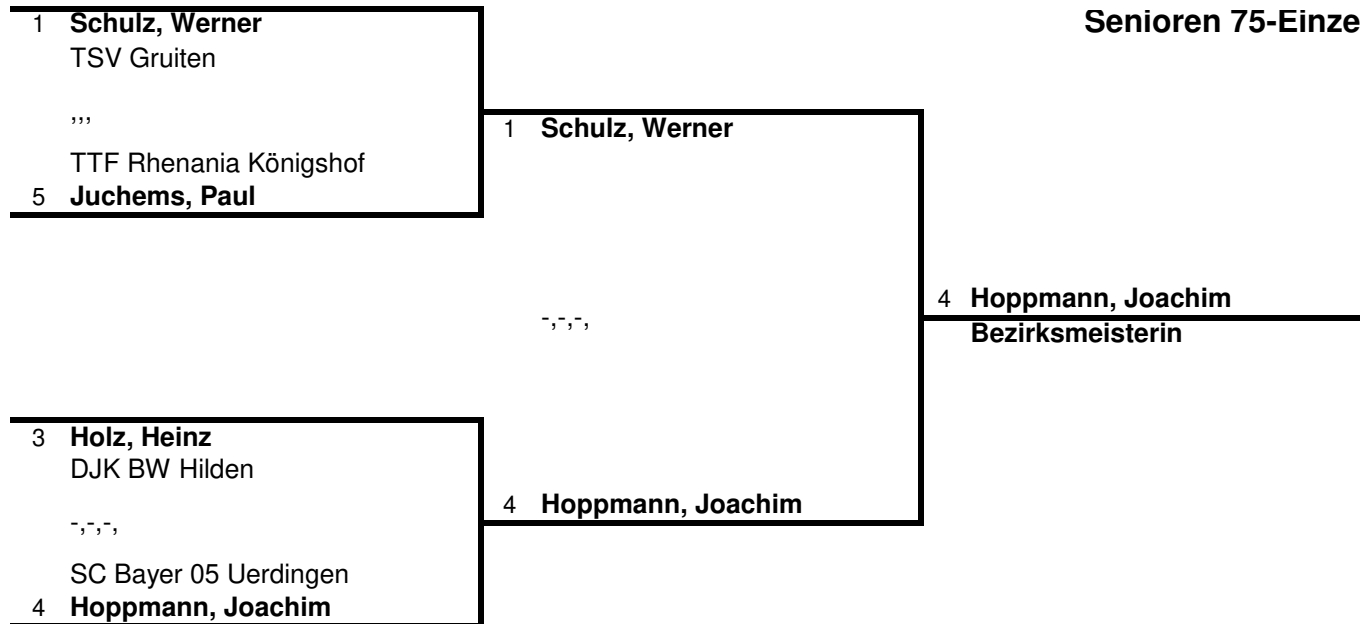 Senioren 75-Einze
1 Schulz, Werner
TSV Gruiten
,,,
TTF Rhenania Königshof
5 Juchems, Paul
1 Schulz, Werner
-,-,-,
4 Hoppmann, Joachim
Bezirksmeisterin
3 Holz, Heinz
DJK BW Hilden
-,-,-,
SC Bayer 05 Uerdingen
4 Hoppmann, Joachim
4 Hoppmann, Joachim